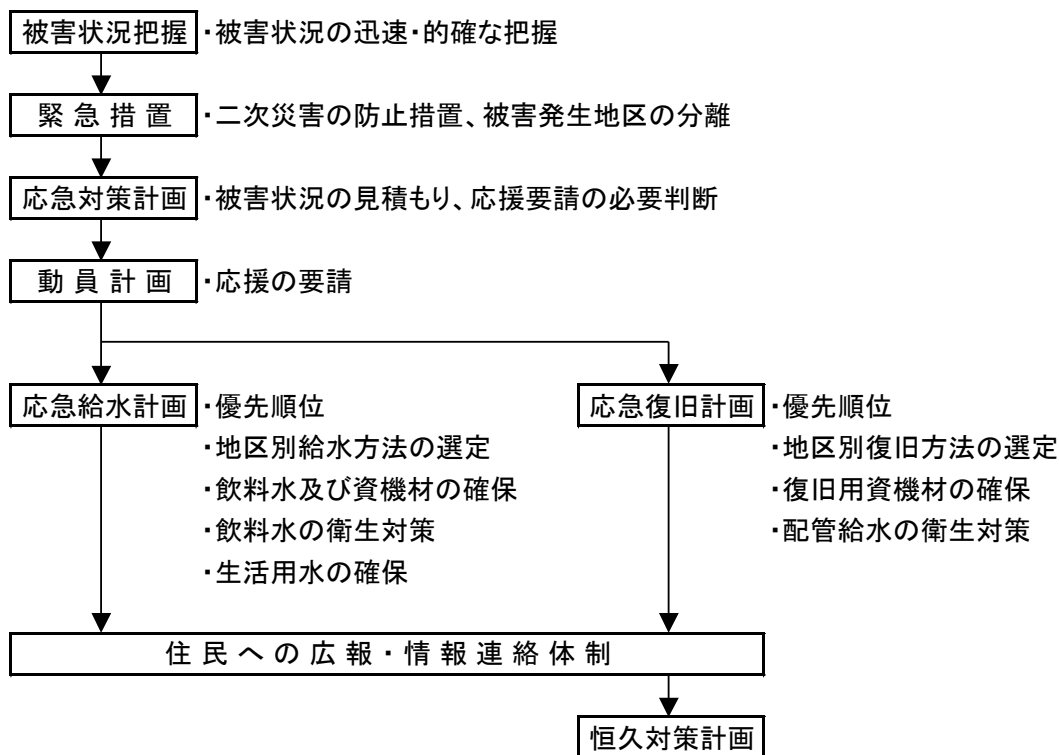 被害状況把握 ・被害状況の迅速・的確な把握
緊急措置 ・二次災害の防止措置、被害発生地区の分離
応急対策計画 ・被害状況の見積もり、応援要請の必要判断
動員計画 ・応援の要請
応急給水計画 ・優先順位
・地区別給水方法の選定
・飲料水及び資機材の確保
・飲料水の衛生対策
・生活用水の確保
応急復旧計画 ・優先順位
・地区別復旧方法の選定
・復旧用資機材の確保
・配管給水の衛生対策
住民への広報・情報連絡体制
恒久対策計画